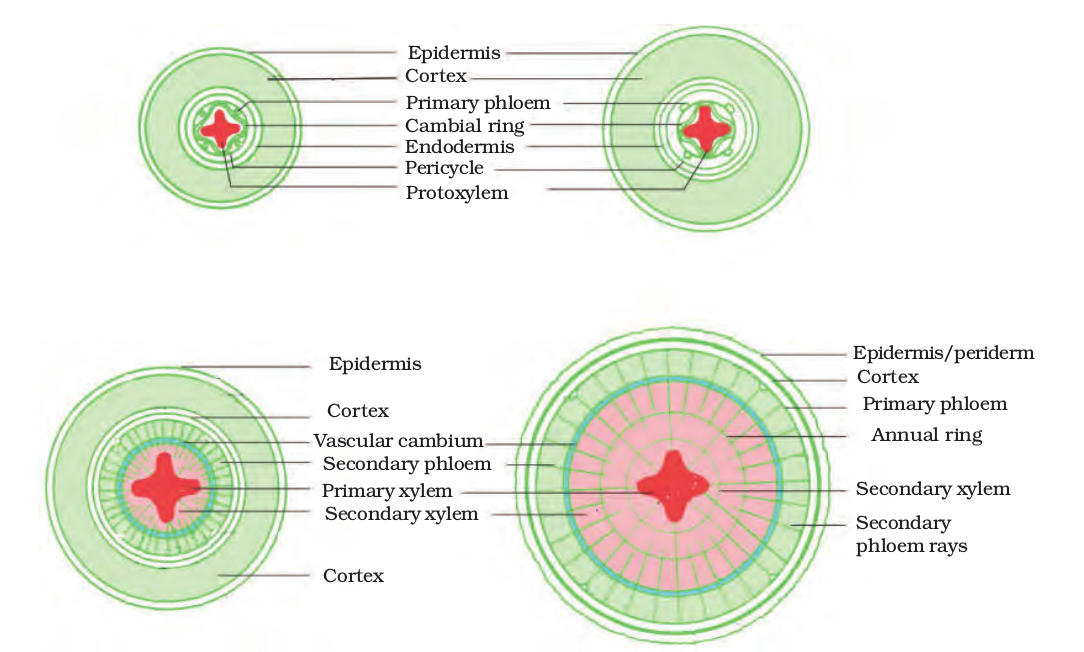 Epidermis
Cortex
Primary phloem
Cambial ring
Endodermis
Pericycle
Protoxylem
Epidermis
Cortex
Vascular cambium
Secondary phloem
Primary xylem
Secondary xylem
Cortex
Epidermis/periderm
Cortex
Primary phloem
Annual ring
Secondary xylem
Secondary
phloem rays